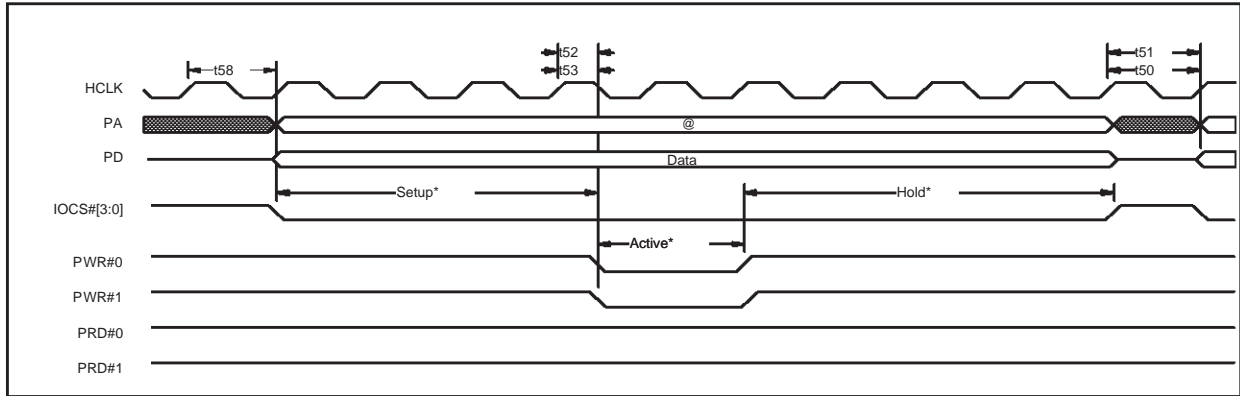 t52
t51
t58
t53
t50
HCLK
PA
@
PD
Data
Setup*
Hold*
IOCS#[3:0]
Active*
PWR#0
PWR#1
PRD#0
PRD#1